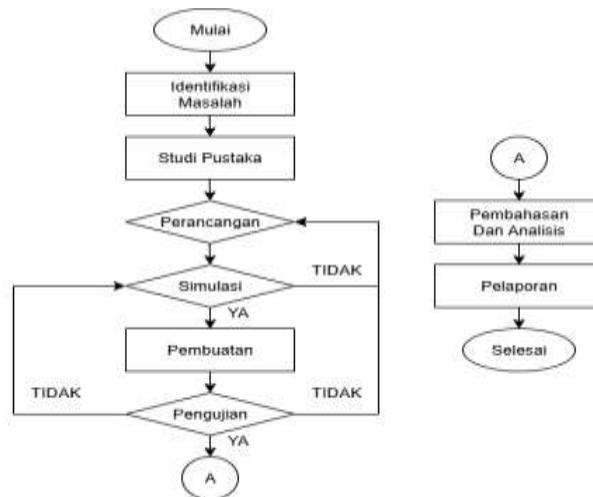 Mulai
Identifikasi
Masalah
Studi Pustaka
Perancangan
Simulasi
TIDAK
YA
Pembuatan
TIDAK
Pengujian
TIDAK
YA
A
A
Pembahasan
Dan Analisis
Pelaporan
Selesai